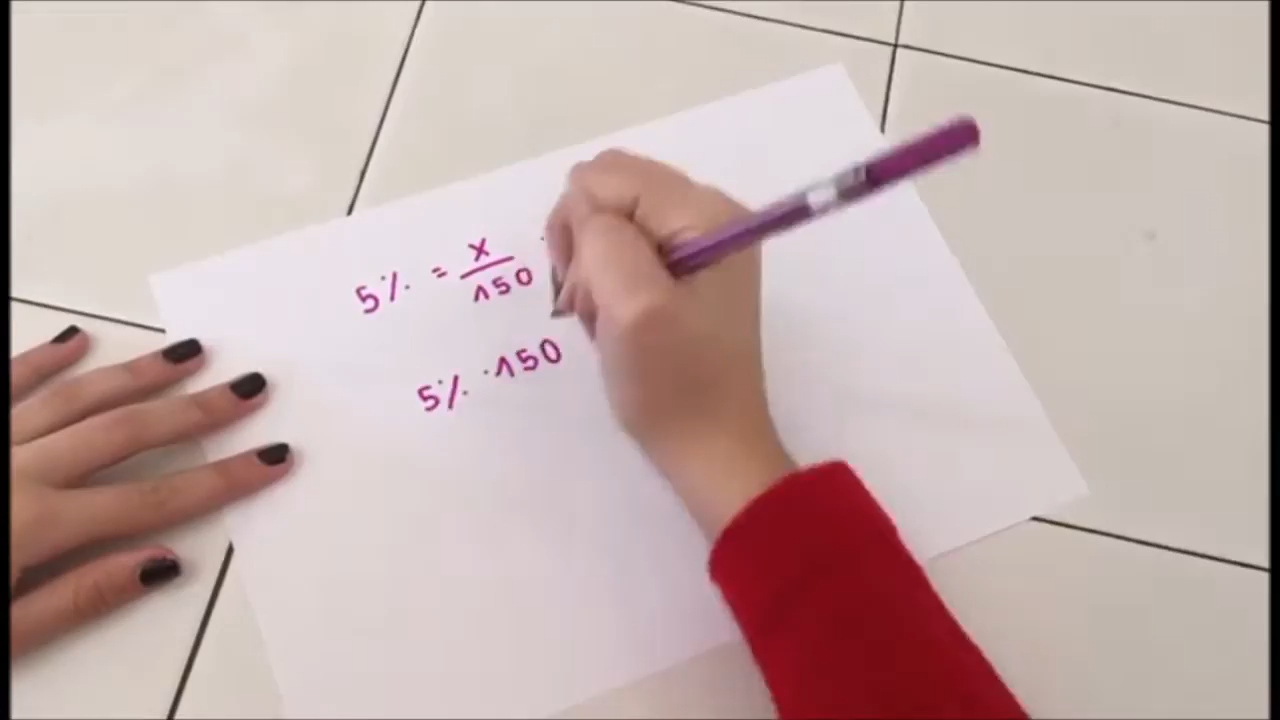 5% = x/150 ·
5% ·150